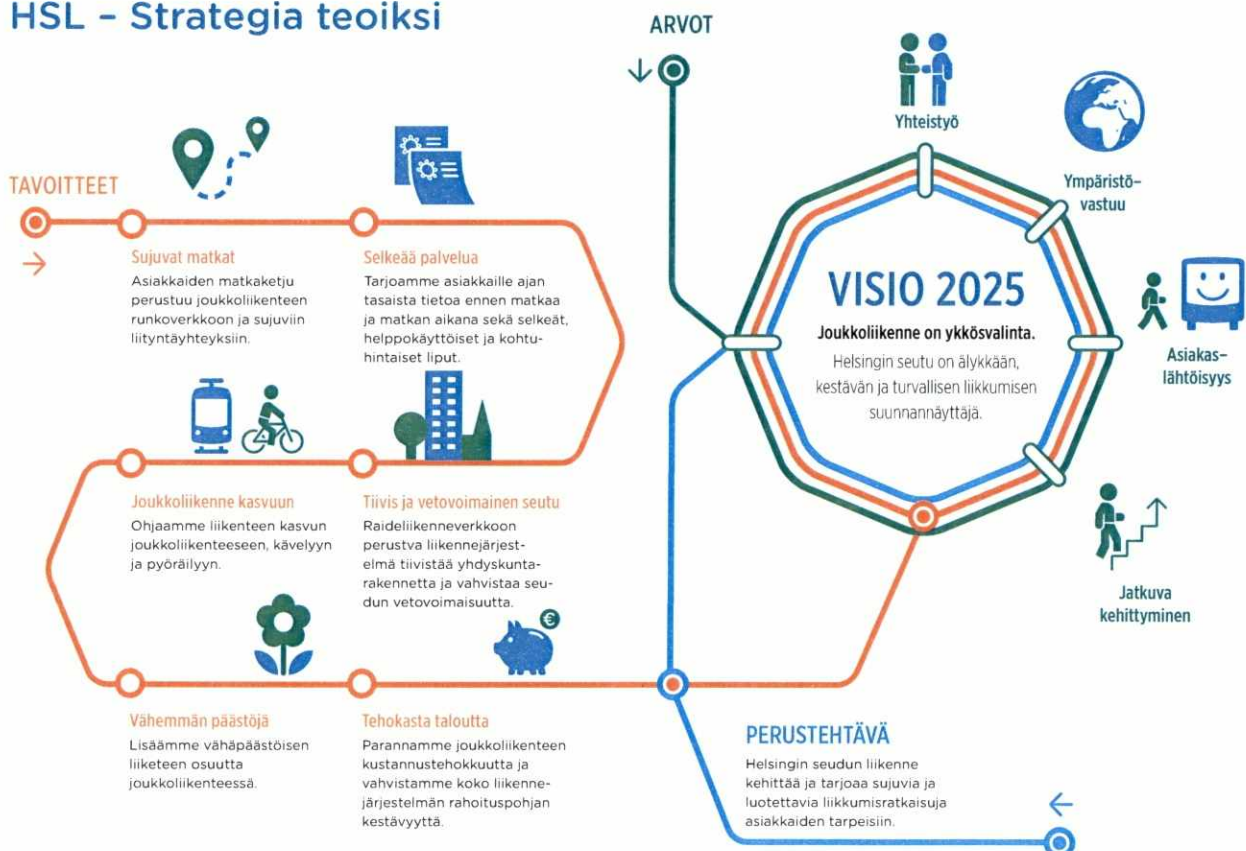 HSL – Strategia teoiksi
TAVOITTEET
Sujuvat matkat
Asiakkaiden matkaketju
perustuu joukkoliikenteen
runkoverkkoon ja sujuviin
liityntäyhteyksiin.
Selkeää palvelua
Tarjoamme asiakkaille ajan
tasaista tietoa ennen matkaa
ja matkan aikana sekä selkeät,
helppokäyttöiset ja kohtu-
hintaiset liput.
Joukkoliikenne kasvuun
Ohjaamme liikenteen kasvun
joukkoliikenteeseen, kävelyyn
ja pyöräilyyn.
Tiivis ja vetovoimainen seutu
Raideliikenneverkkoon
perustva liikennejärjest-
elmä tiivistää yhdyskunta-
rakennetta ja vahvistaa seu-
dun vetovoimaisuutta.
Vähemmän päästöjä
Lisäämme vähäpäästöisen
liiketeen osuutta
joukkoliikenteessä.
€
Tehokasta taloutta
Parannamme joukkoliikenteen
kustannustehokkuutta ja
vahvistamme koko liikenne-
järjestelmän rahoituspohjan
kestävyyttä.
ARVOT
Yhteistyö
Ympäristö-
vastuu
Asiakas-
lähtöisyys
Jatkuva
kehittyminen
VISIO 2025
Joukkoliikenne on ykkösvalinta.
Helsingin seutu on älykkään,
kestävän ja turvallisen liikkumisen
suunnannäyttäjä.
PERUSTEHTÄVÄ
Helsingin seudun liikenne
kehittää ja tarjoaa sujuvia ja
luotettavia liikkumisratkaisuja
asiakkaiden tarpeisiin.